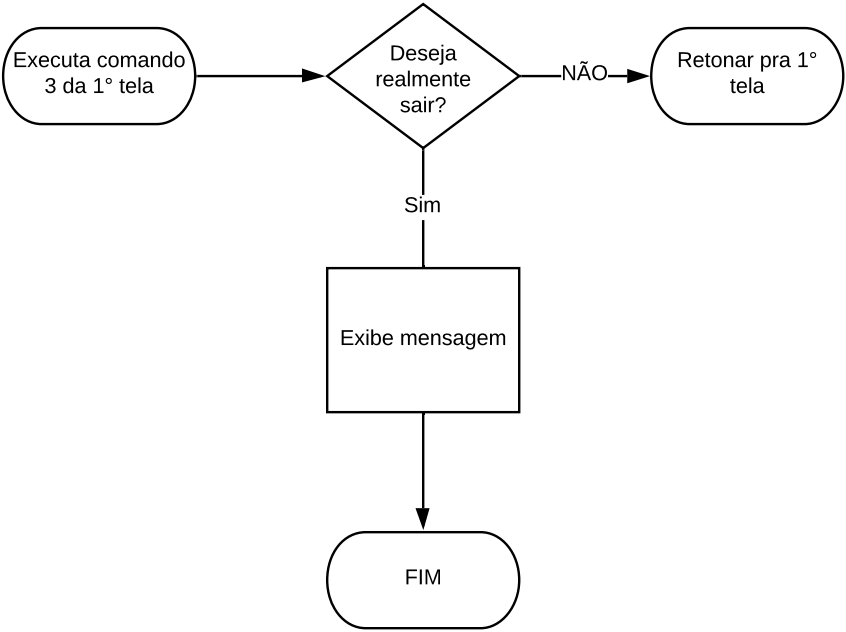 Executa comando
3 da 1° tela
Deseja
realmente
sair?
NÃO
Retonar pra 1°
tela
Sim
Exibe mensagem
FIM